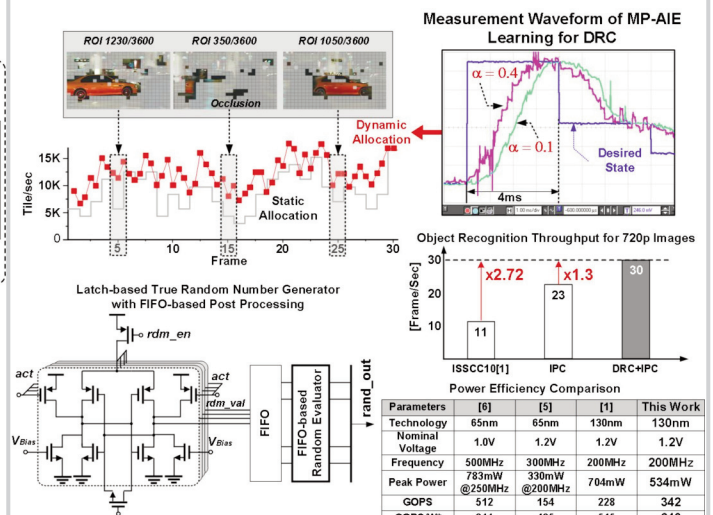 Measurement Waveform of MP-AIE
Learning for DRC
ROI 1230/3600
ROI 350/3600
ROI 1050/3600
Occlusion
Dynamic
Allocation
Static
Allocation
Tile/sec
15K
10K
5K
0
5
10
15
20
25
30
Frame
α = 0.4
α = 0.1
Desired
State
4ms
Object Recognition Throughput for 720p Images
[Frame/Sec]
30
20
10
x2.72
x1.3
11
23
30
ISSCC10[1]
IPC
DRC+IPC
Latch-based True Random Number Generator
with FIFO-based Post Processing
rdm_en
act
act
rdm_val
VBias
VBias
FIFO
FIFO-based
Random Evaluator
rand_out
Power Efficiency Comparison
Parameters [6] [5] [1] This Work
Technology 65nm 65nm 130nm 130nm
Nominal
Voltage 1.0V 1.2V 1.2V 1.2V
Frequency 500MHz 300MHz 200MHz 200MHz
Peak Power 783mW
@250MHz 330mW
@200MHz 704mW 534mW
GOPS 512 154 228 342